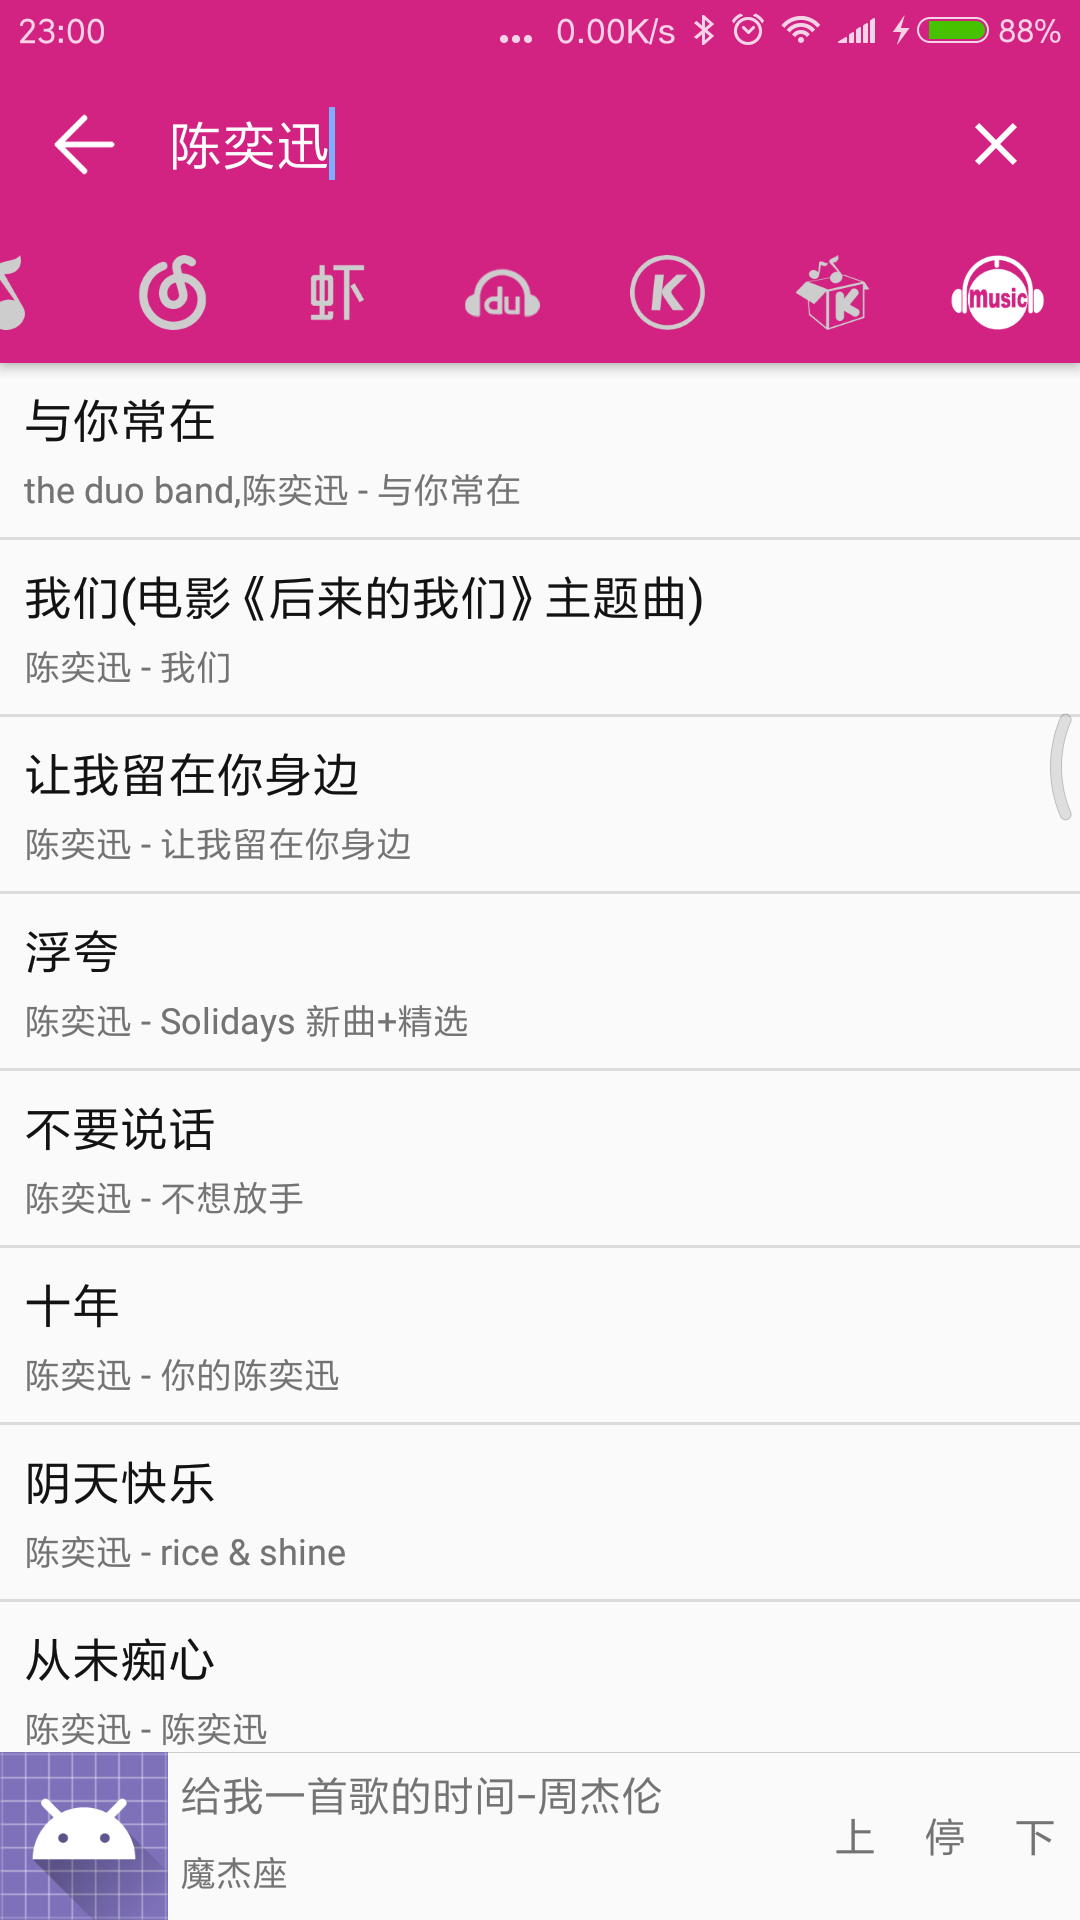 23:00 ... 0.00K/s 88%
陈奕迅
虾 du K K music
与你常在
the duo band,陈奕迅 - 与你常在
我们(电影《后来的我们》主题曲)
陈奕迅 - 我们
让我留在你身边
陈奕迅 - 让我留在你身边
浮夸
陈奕迅 - Solidays 新曲+精选
不要说话
陈奕迅 - 不想放手
十年
陈奕迅 - 你的陈奕迅
阴天快乐
陈奕迅 - rice & shine
从未痴心
陈奕迅 - 陈奕迅
给我一首歌的时间-周杰伦
魔杰座
上 停 下